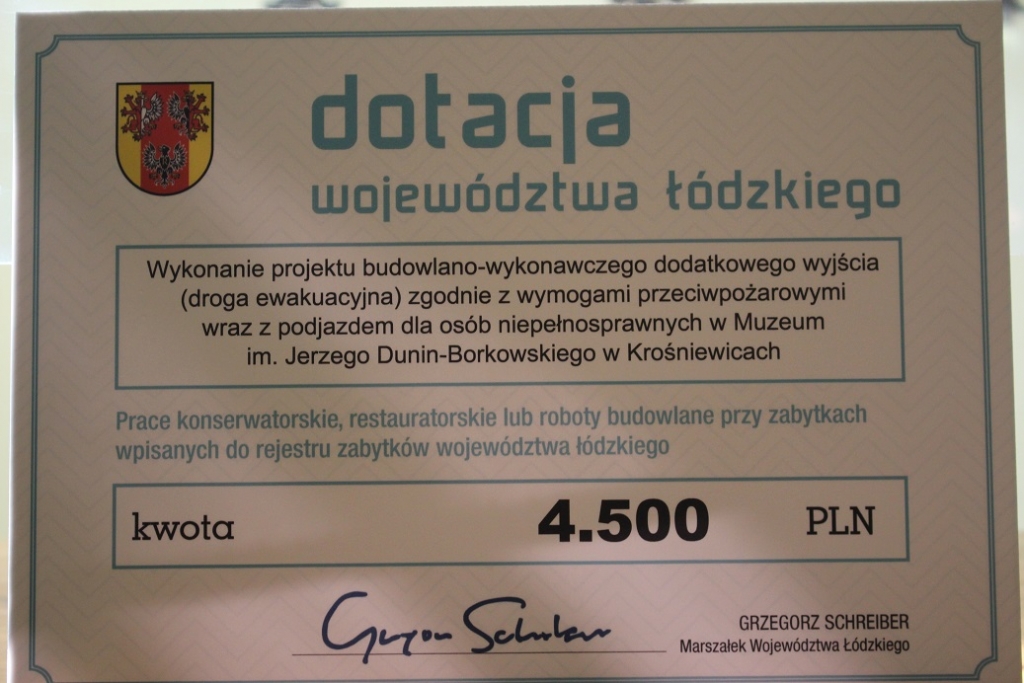 dotacja
województwa łódzkiego
Wykonanie projektu budowlano-wykonawczego dodatkowego wyjścia
(droga ewakuacyjna) zgodnie z wymogami przeciwpożarowymi
wraz z podjazdem dla osób niepełnosprawnych w Muzeum
im. Jerzego Dunin-Borkowskiego w Krośniewicach
Prace konserwatorskie, restauratorskie lub roboty budowlane przy zabytkach
wpisanych do rejestru zabytków województwa łódzkiego
kwota 4.500 PLN
Grzegorz Schreiber
GRZEGORZ SCHREIBER
Marszałek Województwa Łódzkiego